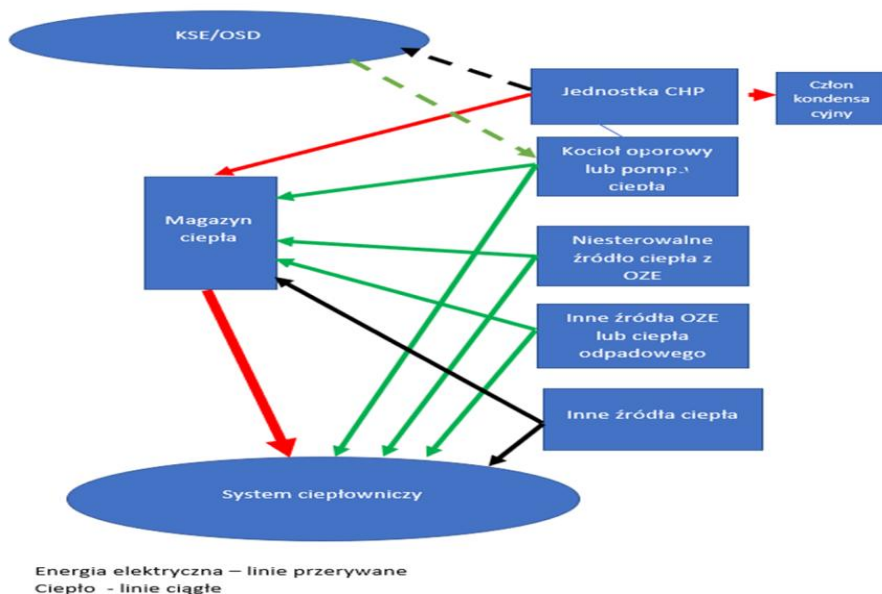 KSE/OSD
Jednostka CHP
Człon
kondensa
cyjny
Kocioł oporowy
lub
ciepła
Magazyn
ciepła
Niesterowalne
źródło ciepła z
OZE
Inne źródła OZE
lub ciepła
odpadowego
Inne źródła ciepła
System ciepłowniczy
Energia elektryczna – linie przerywane
Ciepło - linie ciągłe